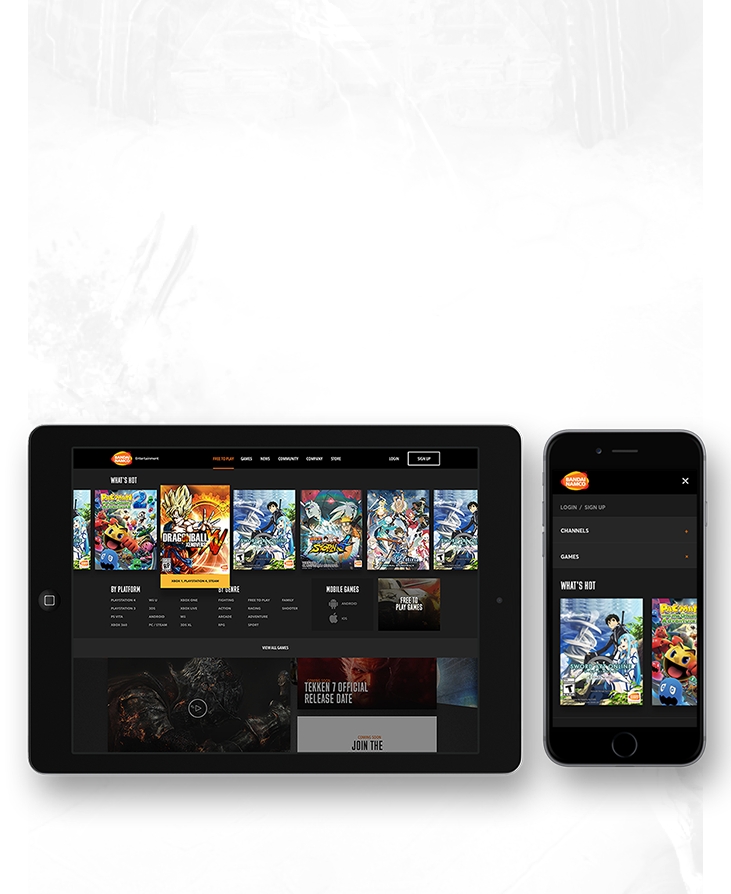 BANDAI
NAMCO
Entertainment
FREE TO PLAY
GAMES
NEWS
COMMUNITY
COMPANY
STORE
LOGIN
SIGN UP
WHAT'S HOT
PAC-MAN
DRAGONBALL
XENOVERSE
STORM
XBOX 1, PLAYSTATION 4, STEAM
BY PLATFORM
PLAYSTATION 4
WII U
XBOX ONE
PLAYSTATION 3
3DS
XBOX LIVE
PS VITA
ANDROID
WII
XBOX 360
PC / STEAM
3DS XL
BY GENRE
FIGHTING
FREE TO PLAY
FAMILY
ACTION
RACING
SHOOTER
ARCADE
ADVENTURE
RPG
SPORT
MOBILE GAMES
ANDROID
IOS
FREE TO
PLAY GAMES
VIEW ALL GAMES
TEKKEN 7 OFFICIAL
RELEASE DATE
COMING SOON
JOIN THE
BANDAI
NAMCO
LOGIN / SIGN UP
CHANNELS
+
GAMES
+
WHAT'S HOT
SWORD ART ONLINE
PAC-MAN